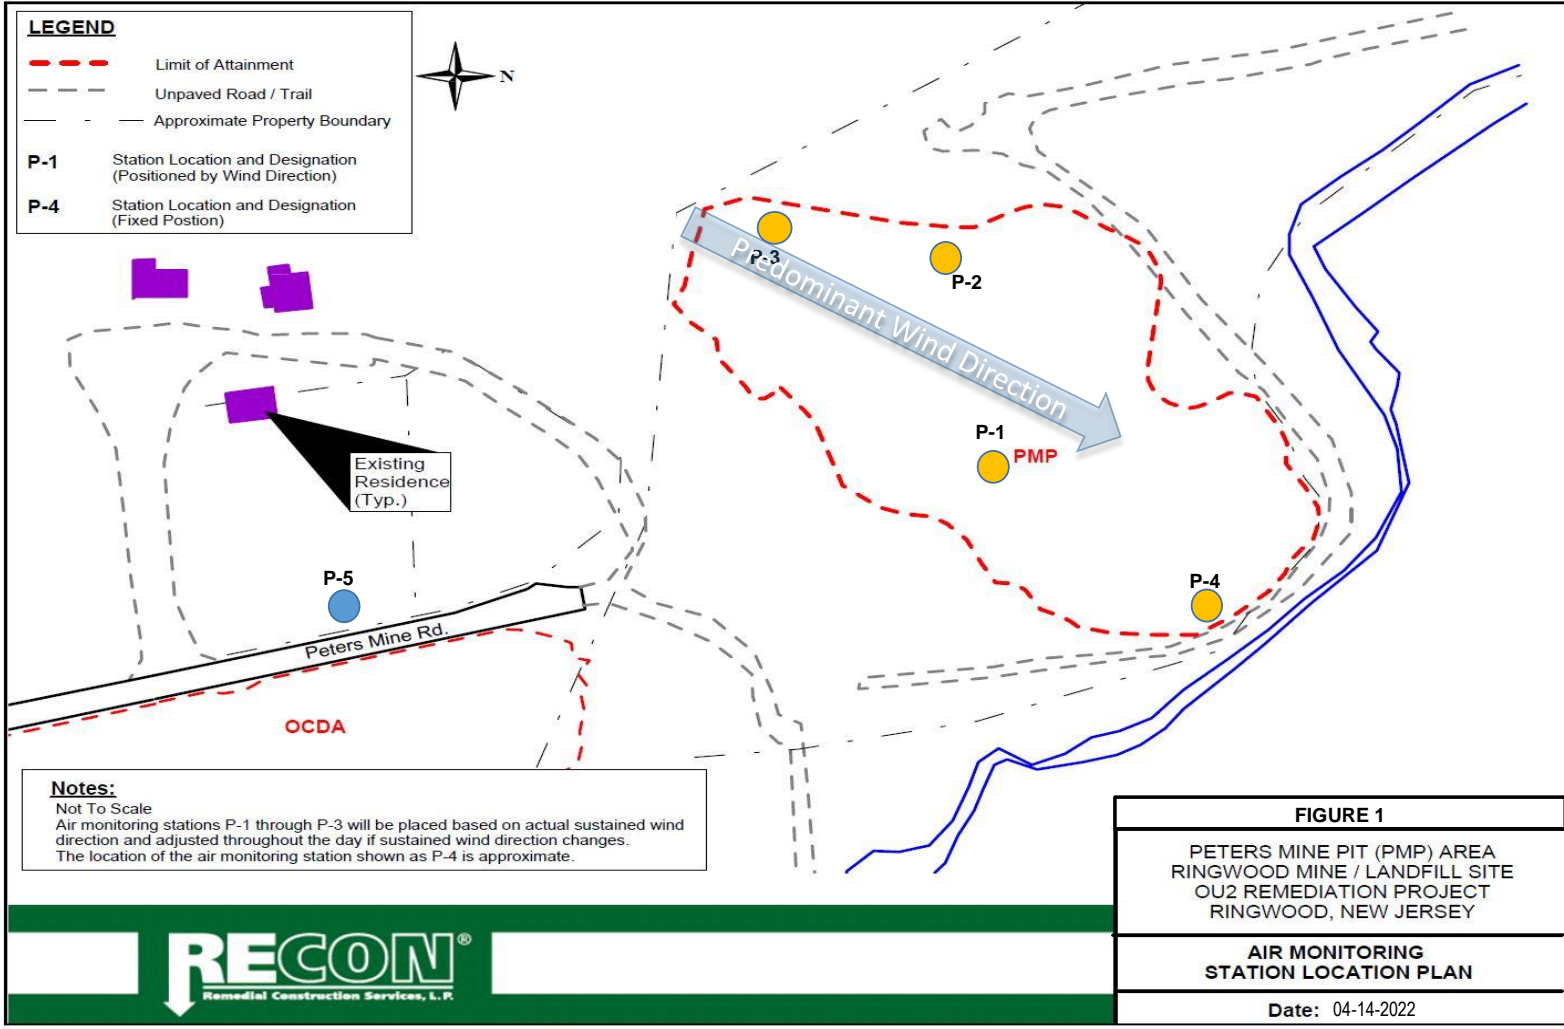 LEGEND
Limit of Attainment
Unpaved Road / Trail
Approximate Property Boundary
P-1 Station Location and Designation
(Positioned by Wind Direction)
P-4 Station Location and Designation
(Fixed Postion)
N
P-3
Predominant Wind Direction
P-2
P-1
PMP
Existing
Residence
(Typ.)
P-5
P-4
Peters Mine Rd.
OCDA
Notes:
Not To Scale
Air monitoring stations P-1 through P-3 will be placed based on actual sustained wind
direction and adjusted throughout the day if sustained wind direction changes.
The location of the air monitoring station shown as P-4 is approximate.
RECON®
Remedial Construction Services, L.P.
FIGURE 1
PETERS MINE PIT (PMP) AREA
RINGWOOD MINE / LANDFILL SITE
OU2 REMEDIATION PROJECT
RINGWOOD, NEW JERSEY
AIR MONITORING
STATION LOCATION PLAN
Date: 04-14-2022